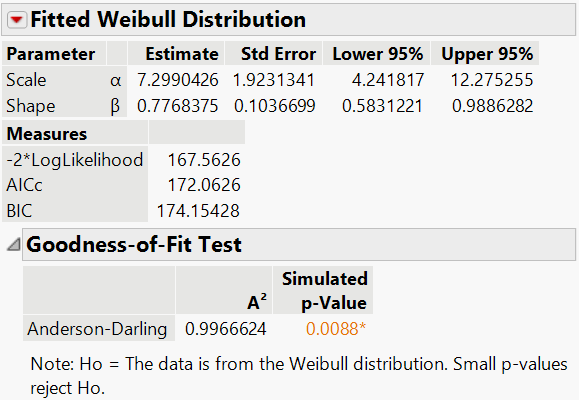 Fitted Weibull Distribution
Parameter Estimate Std Error Lower 95% Upper 95%
Scale α 7.2990426 1.9231341 4.241817 12.275255
Shape β 0.7768375 0.1036699 0.5831221 0.9886282
Measures
-2*LogLikelihood 167.5626
AICc 172.0626
BIC 174.15428
Goodness-of-Fit Test
Simulated
A² p-Value
Anderson-Darling 0.9966624 0.0088*
Note: Ho = The data is from the Weibull distribution. Small p-values
reject Ho.